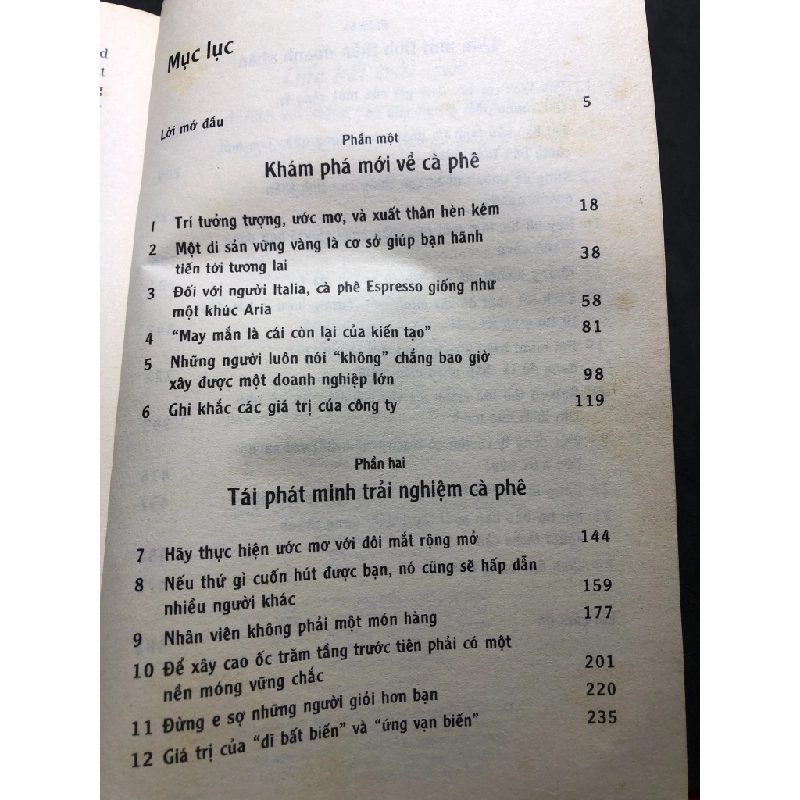 Mục lục
Lời mở đầu 5
Phần một
Khám phá mới về cà phê
1 Trí tưởng tượng, ước mơ, và xuất thân hèn kém 18
2 Một di sản vững vàng là cơ sở giúp bạn hãnh
tiến tới tương lai 38
3 Đối với người Italia, cà phê Espresso giống như
một khúc Aria 58
4 “May mắn là cái còn lại của kiến tạo” 81
5 Những người luôn nói “không” chẳng bao giờ
xây được một doanh nghiệp lớn 98
6 Ghi khắc các giá trị của công ty 119
Phần hai
Tái phát minh trải nghiệm cà phê
7 Hãy thực hiện ước mơ với đôi mắt rộng mở 144
8 Nếu thứ gì cuốn hút được bạn, nó cũng sẽ hấp dẫn
nhiều người khác 159
9 Nhân viên không phải một món hàng 177
10 Để xây cao ốc trăm tầng trước tiên phải có một
nền móng vững chắc 201
11 Đừng e sợ những người giỏi hơn bạn 220
12 Giá trị của “dĩ bất biến” và “ứng vạn biến” 235